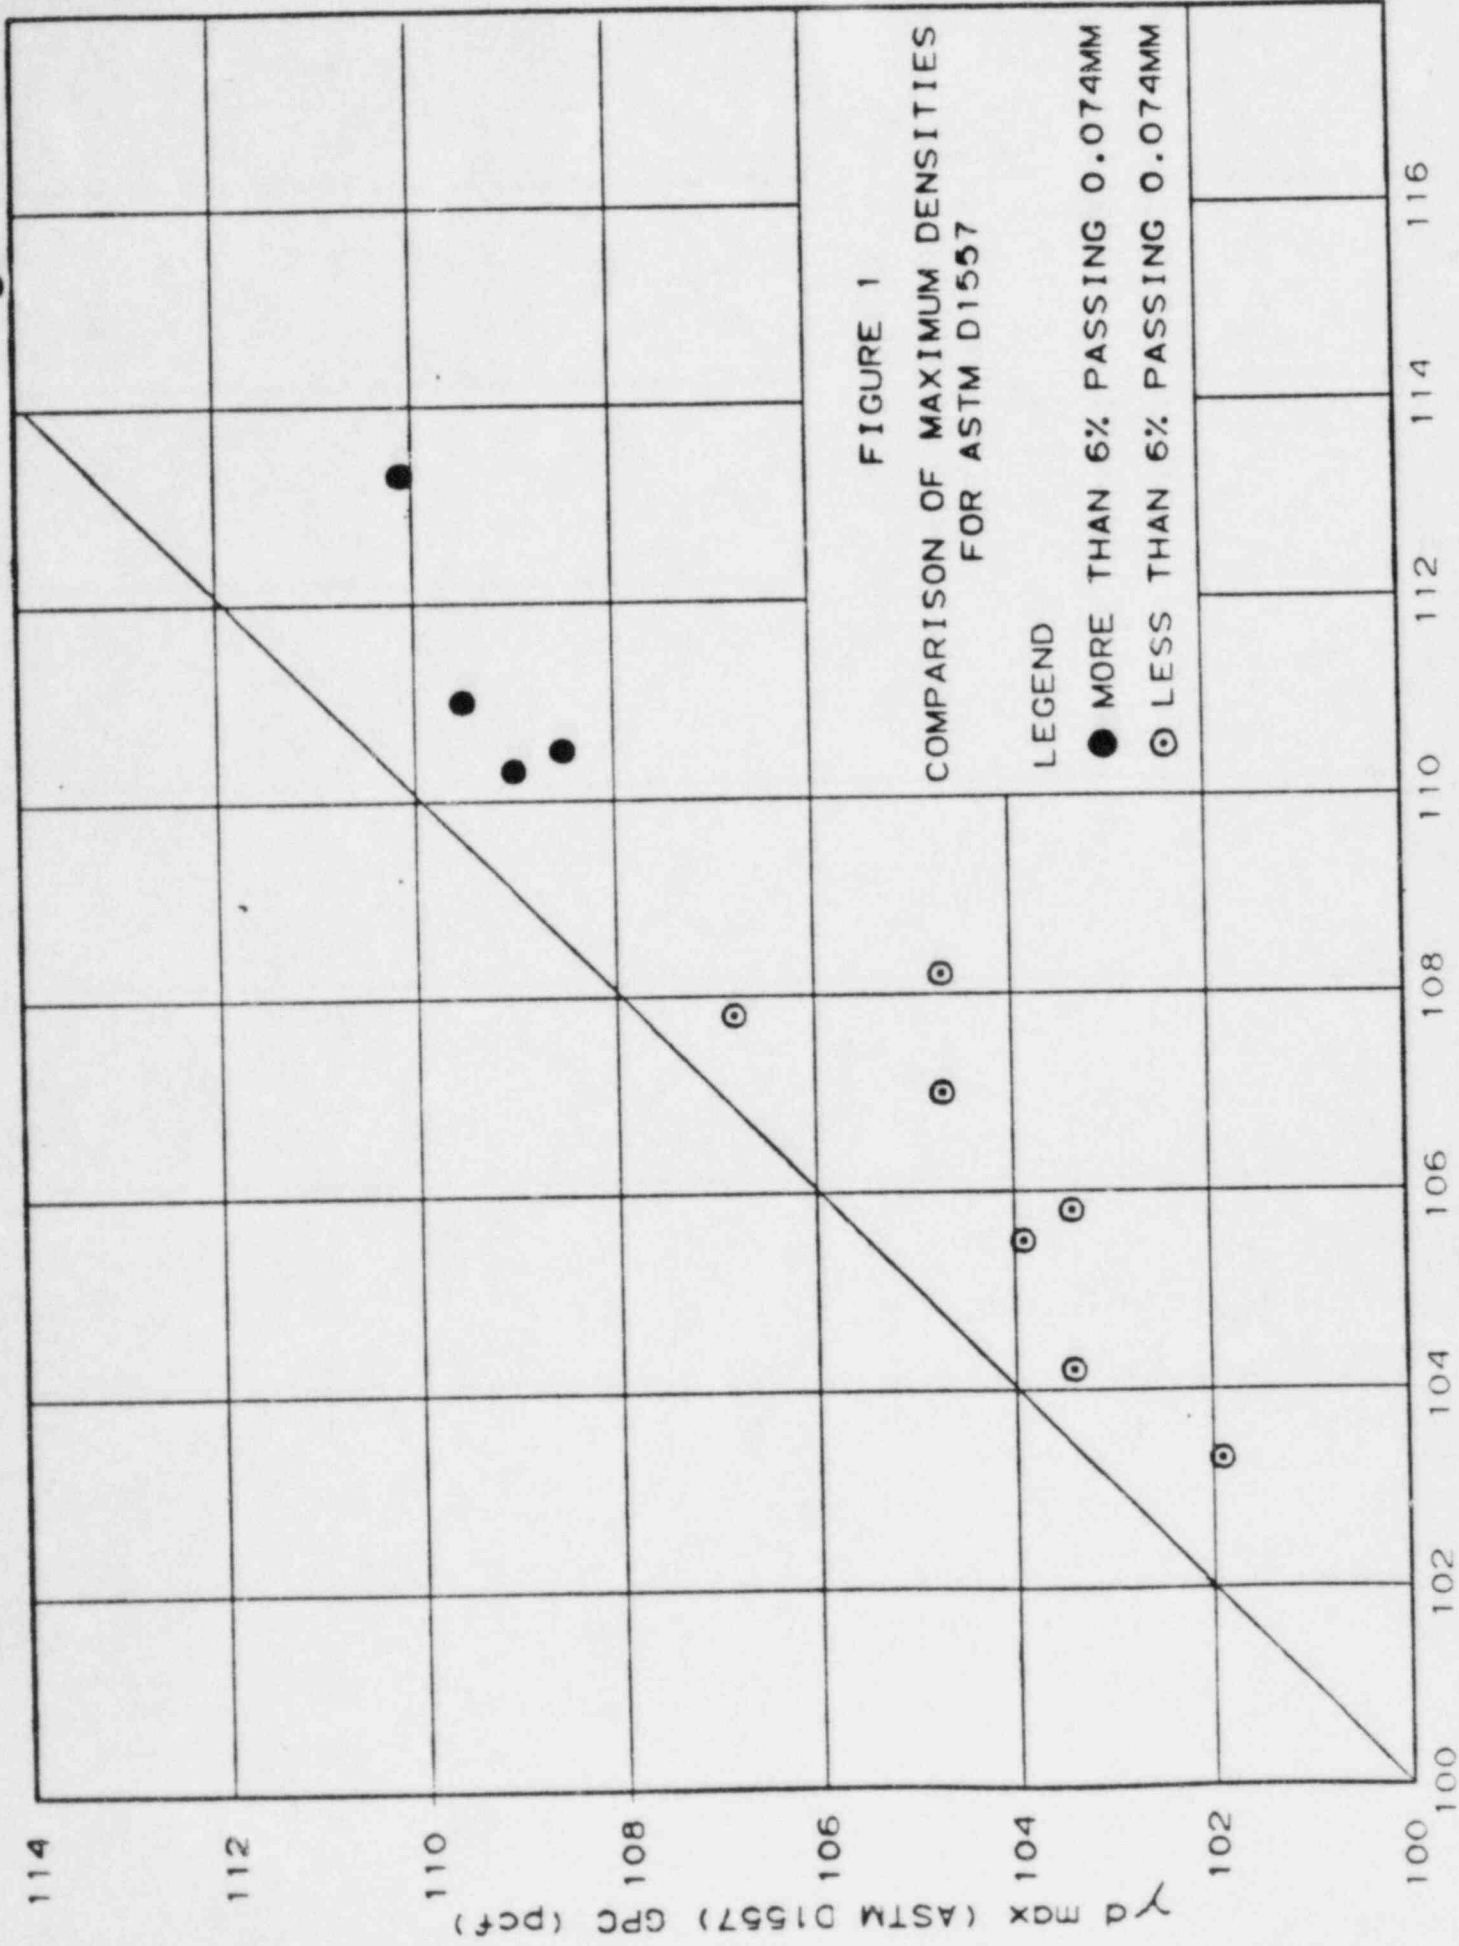 FIGURE 1
COMPARISON OF MAXIMUM DENSITIES
FOR ASTM D1557
LEGEND
● MORE THAN 6% PASSING 0.074MM
⊙ LESS THAN 6% PASSING 0.074MM
114
112
110
108
106
104
102
100
γd max (ASTM D1557) GPC (pcf)
100
102
104
106
108
110
112
114
116